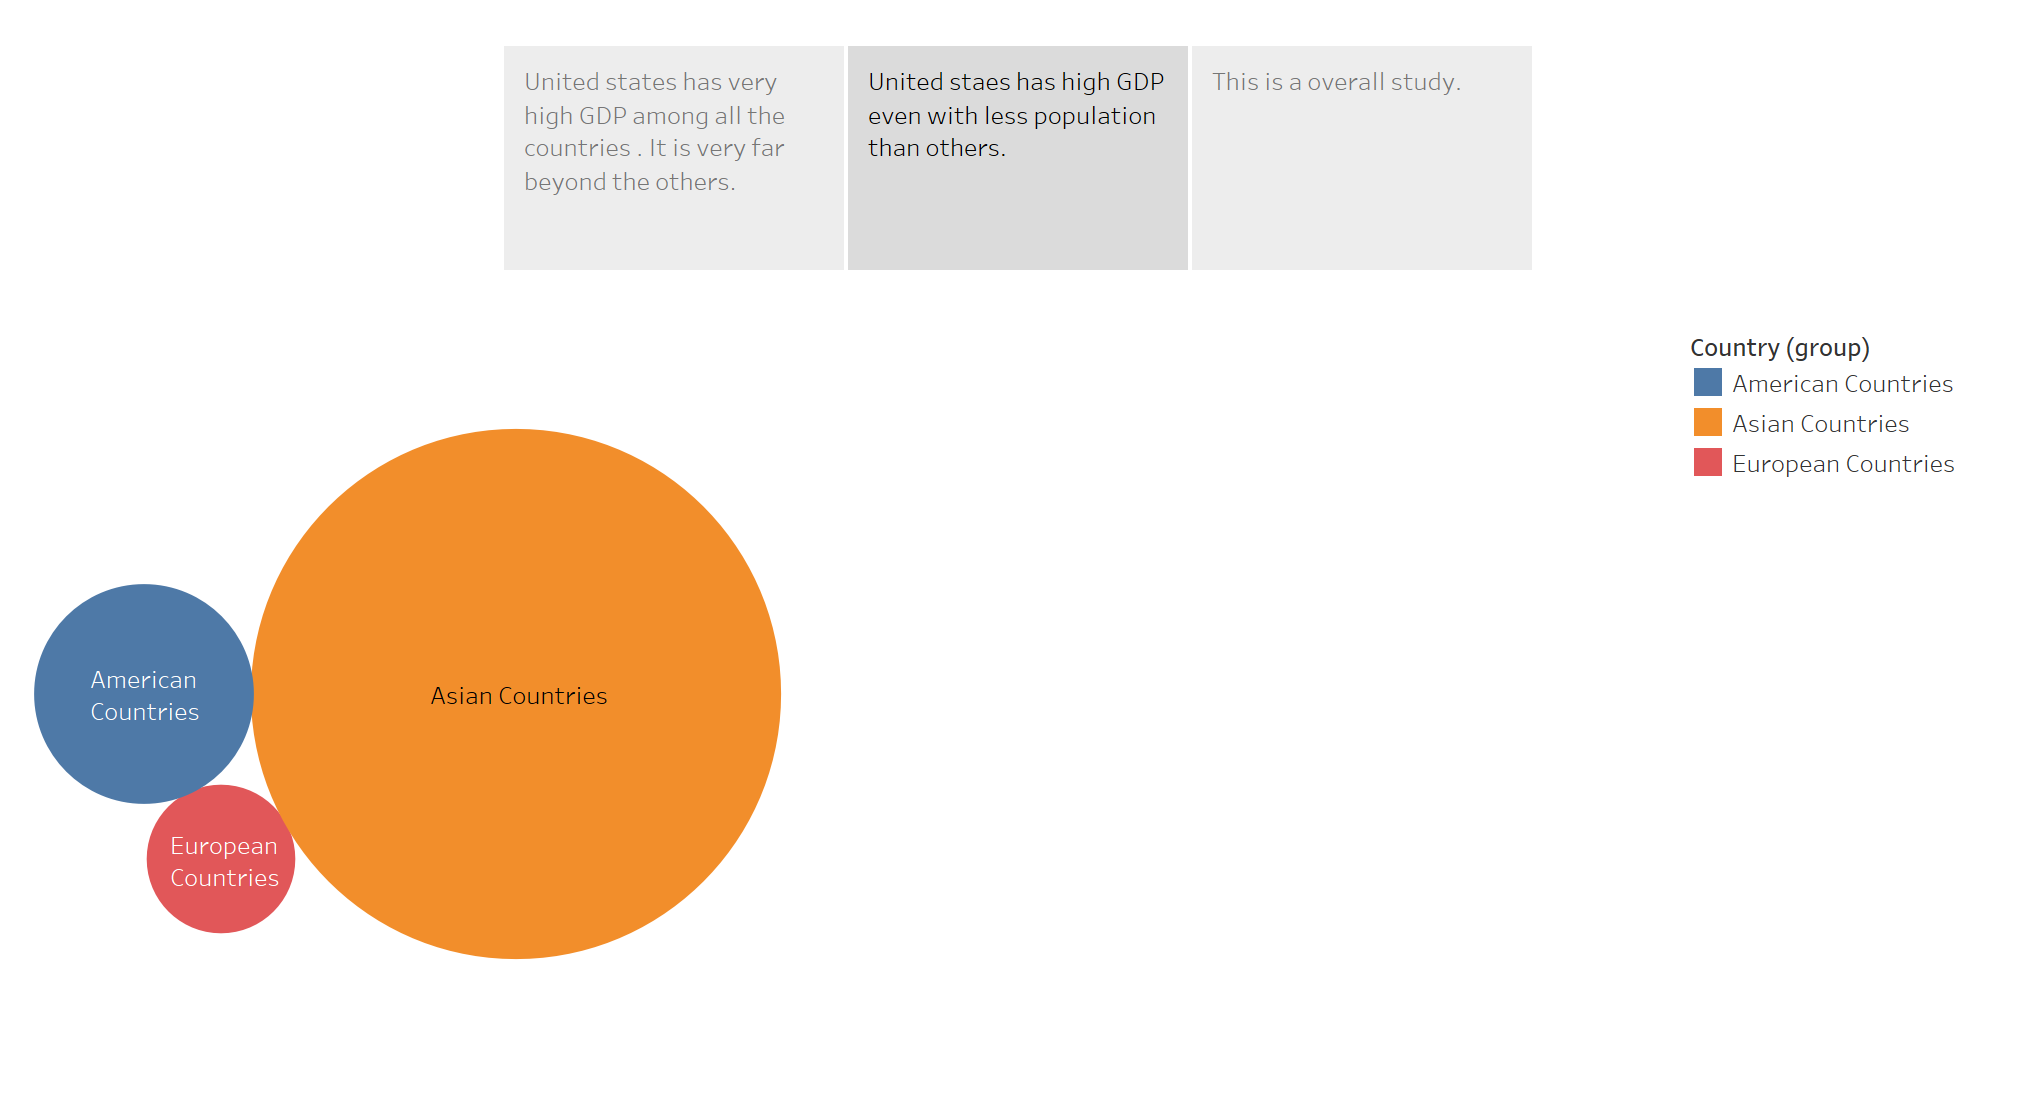 United states has very
high GDP among all the
countries . It is very far
beyond the others.
United staes has high GDP
even with less population
than others.
This is a overall study.
Country (group)
American Countries
Asian Countries
European Countries
American
Countries
Asian Countries
European
Countries